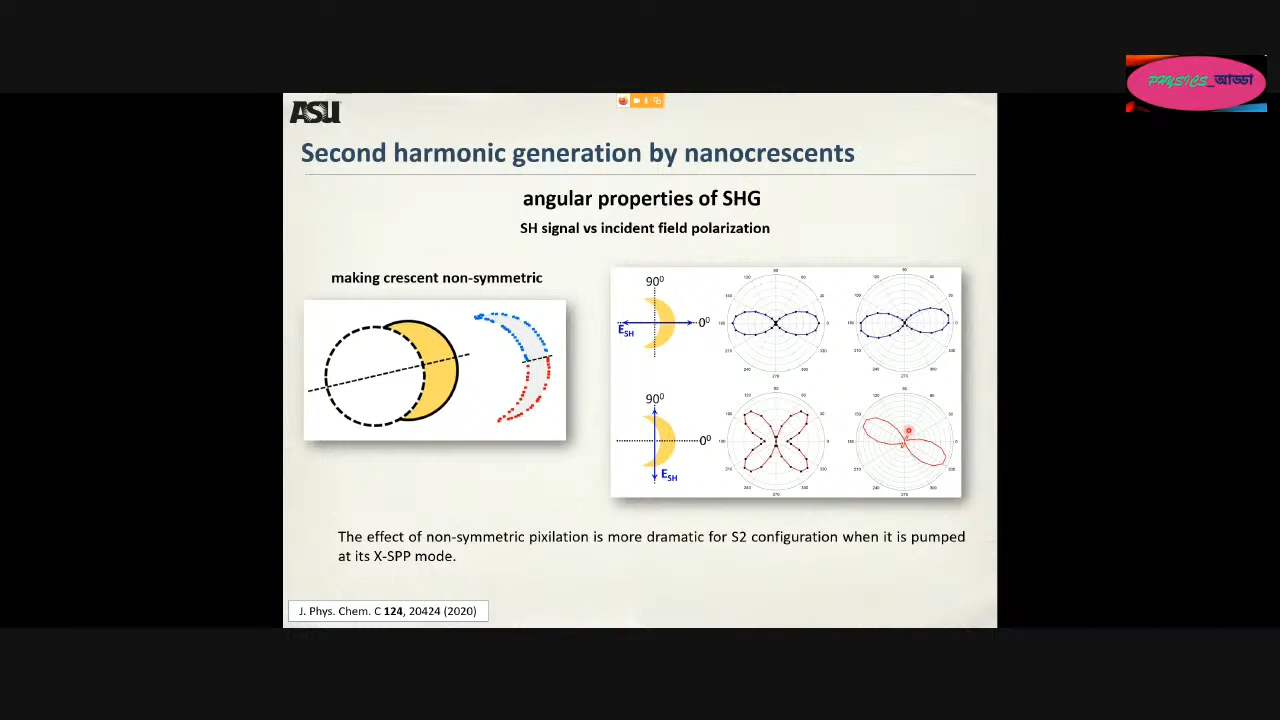 PHYSICS_আড্ডা
ASU
Second harmonic generation by nanocrescents
angular properties of SHG
SH signal vs incident field polarization
making crescent non-symmetric
90⁰
0⁰
E_SH
90⁰
0⁰
E_SH
The effect of non-symmetric pixilation is more dramatic for S2 configuration when it is pumped
at its X-SPP mode.
J. Phys. Chem. C 124, 20424 (2020)